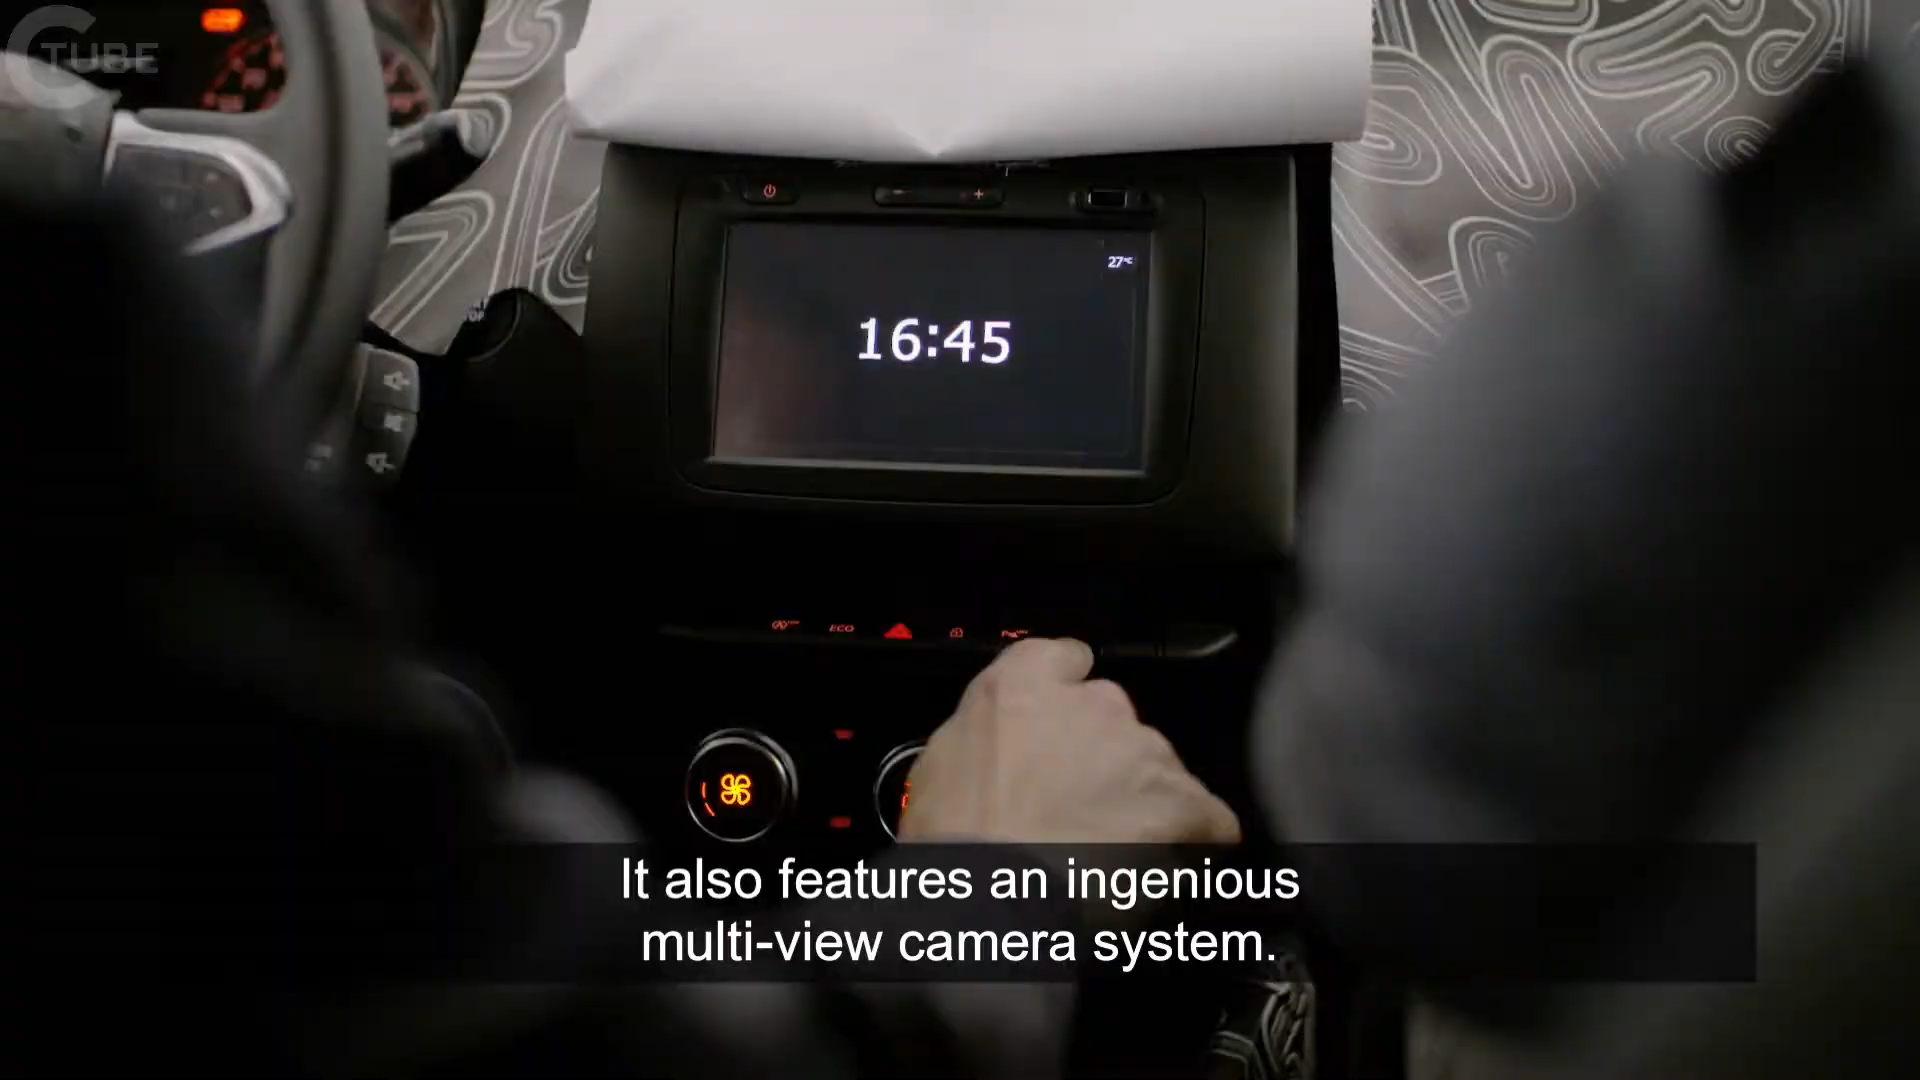 TUBE
27°C
16:45
ECO
It also features an ingenious
multi-view camera system.